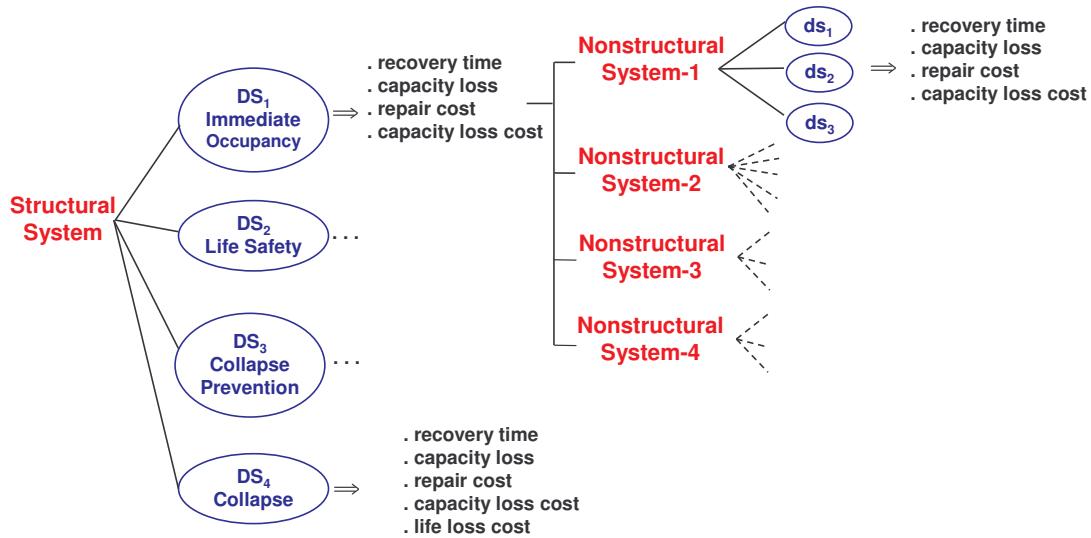 Structural
System
DS₁
Immediate
Occupancy
DS₂
Life Safety
DS₃
Collapse
Prevention
DS₄
Collapse
⇒
. recovery time
. capacity loss
. repair cost
. capacity loss cost
. . .
. . .
⇒
. recovery time
. capacity loss
. repair cost
. capacity loss cost
. life loss cost
Nonstructural
System-1
Nonstructural
System-2
Nonstructural
System-3
Nonstructural
System-4
ds₁
ds₂
ds₃
⇒
. recovery time
. capacity loss
. repair cost
. capacity loss cost